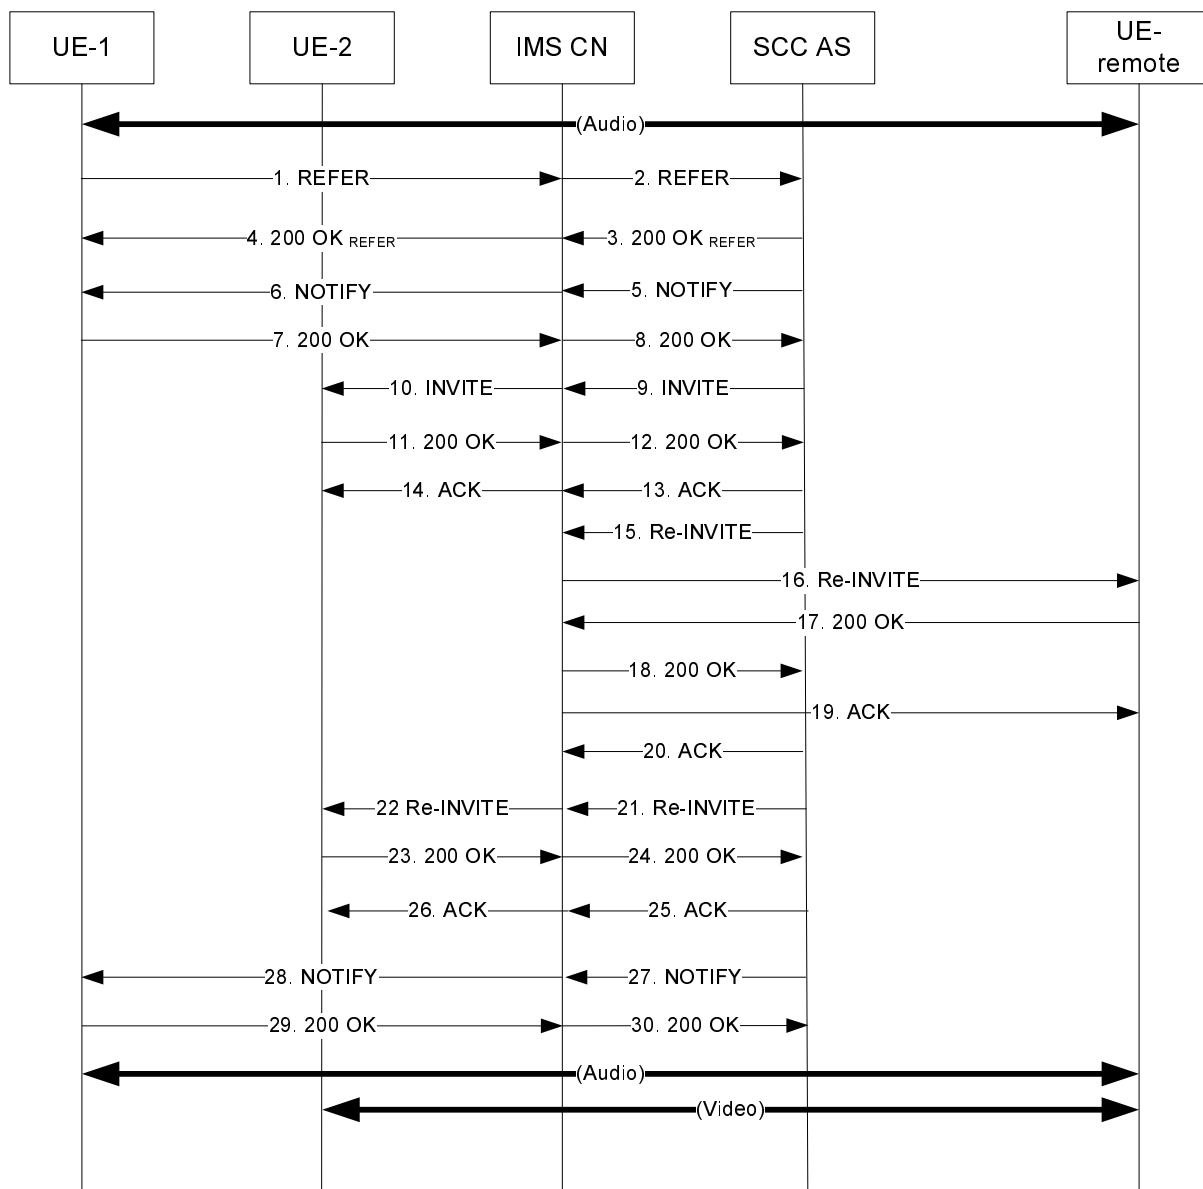 UE-1
UE-2
IMS CN
SCC AS
UE-
remote
(Audio)
1. REFER
2. REFER
4. 200 OK REFER
3. 200 OK REFER
6. NOTIFY
5. NOTIFY
7. 200 OK
8. 200 OK
10. INVITE
9. INVITE
11. 200 OK
12. 200 OK
14. ACK
13. ACK
15. Re-INVITE
16. Re-INVITE
17. 200 OK
18. 200 OK
19. ACK
20. ACK
22 Re-INVITE
21. Re-INVITE
23. 200 OK
24. 200 OK
26. ACK
25. ACK
28. NOTIFY
27. NOTIFY
29. 200 OK
30. 200 OK
(Audio)
(Video)